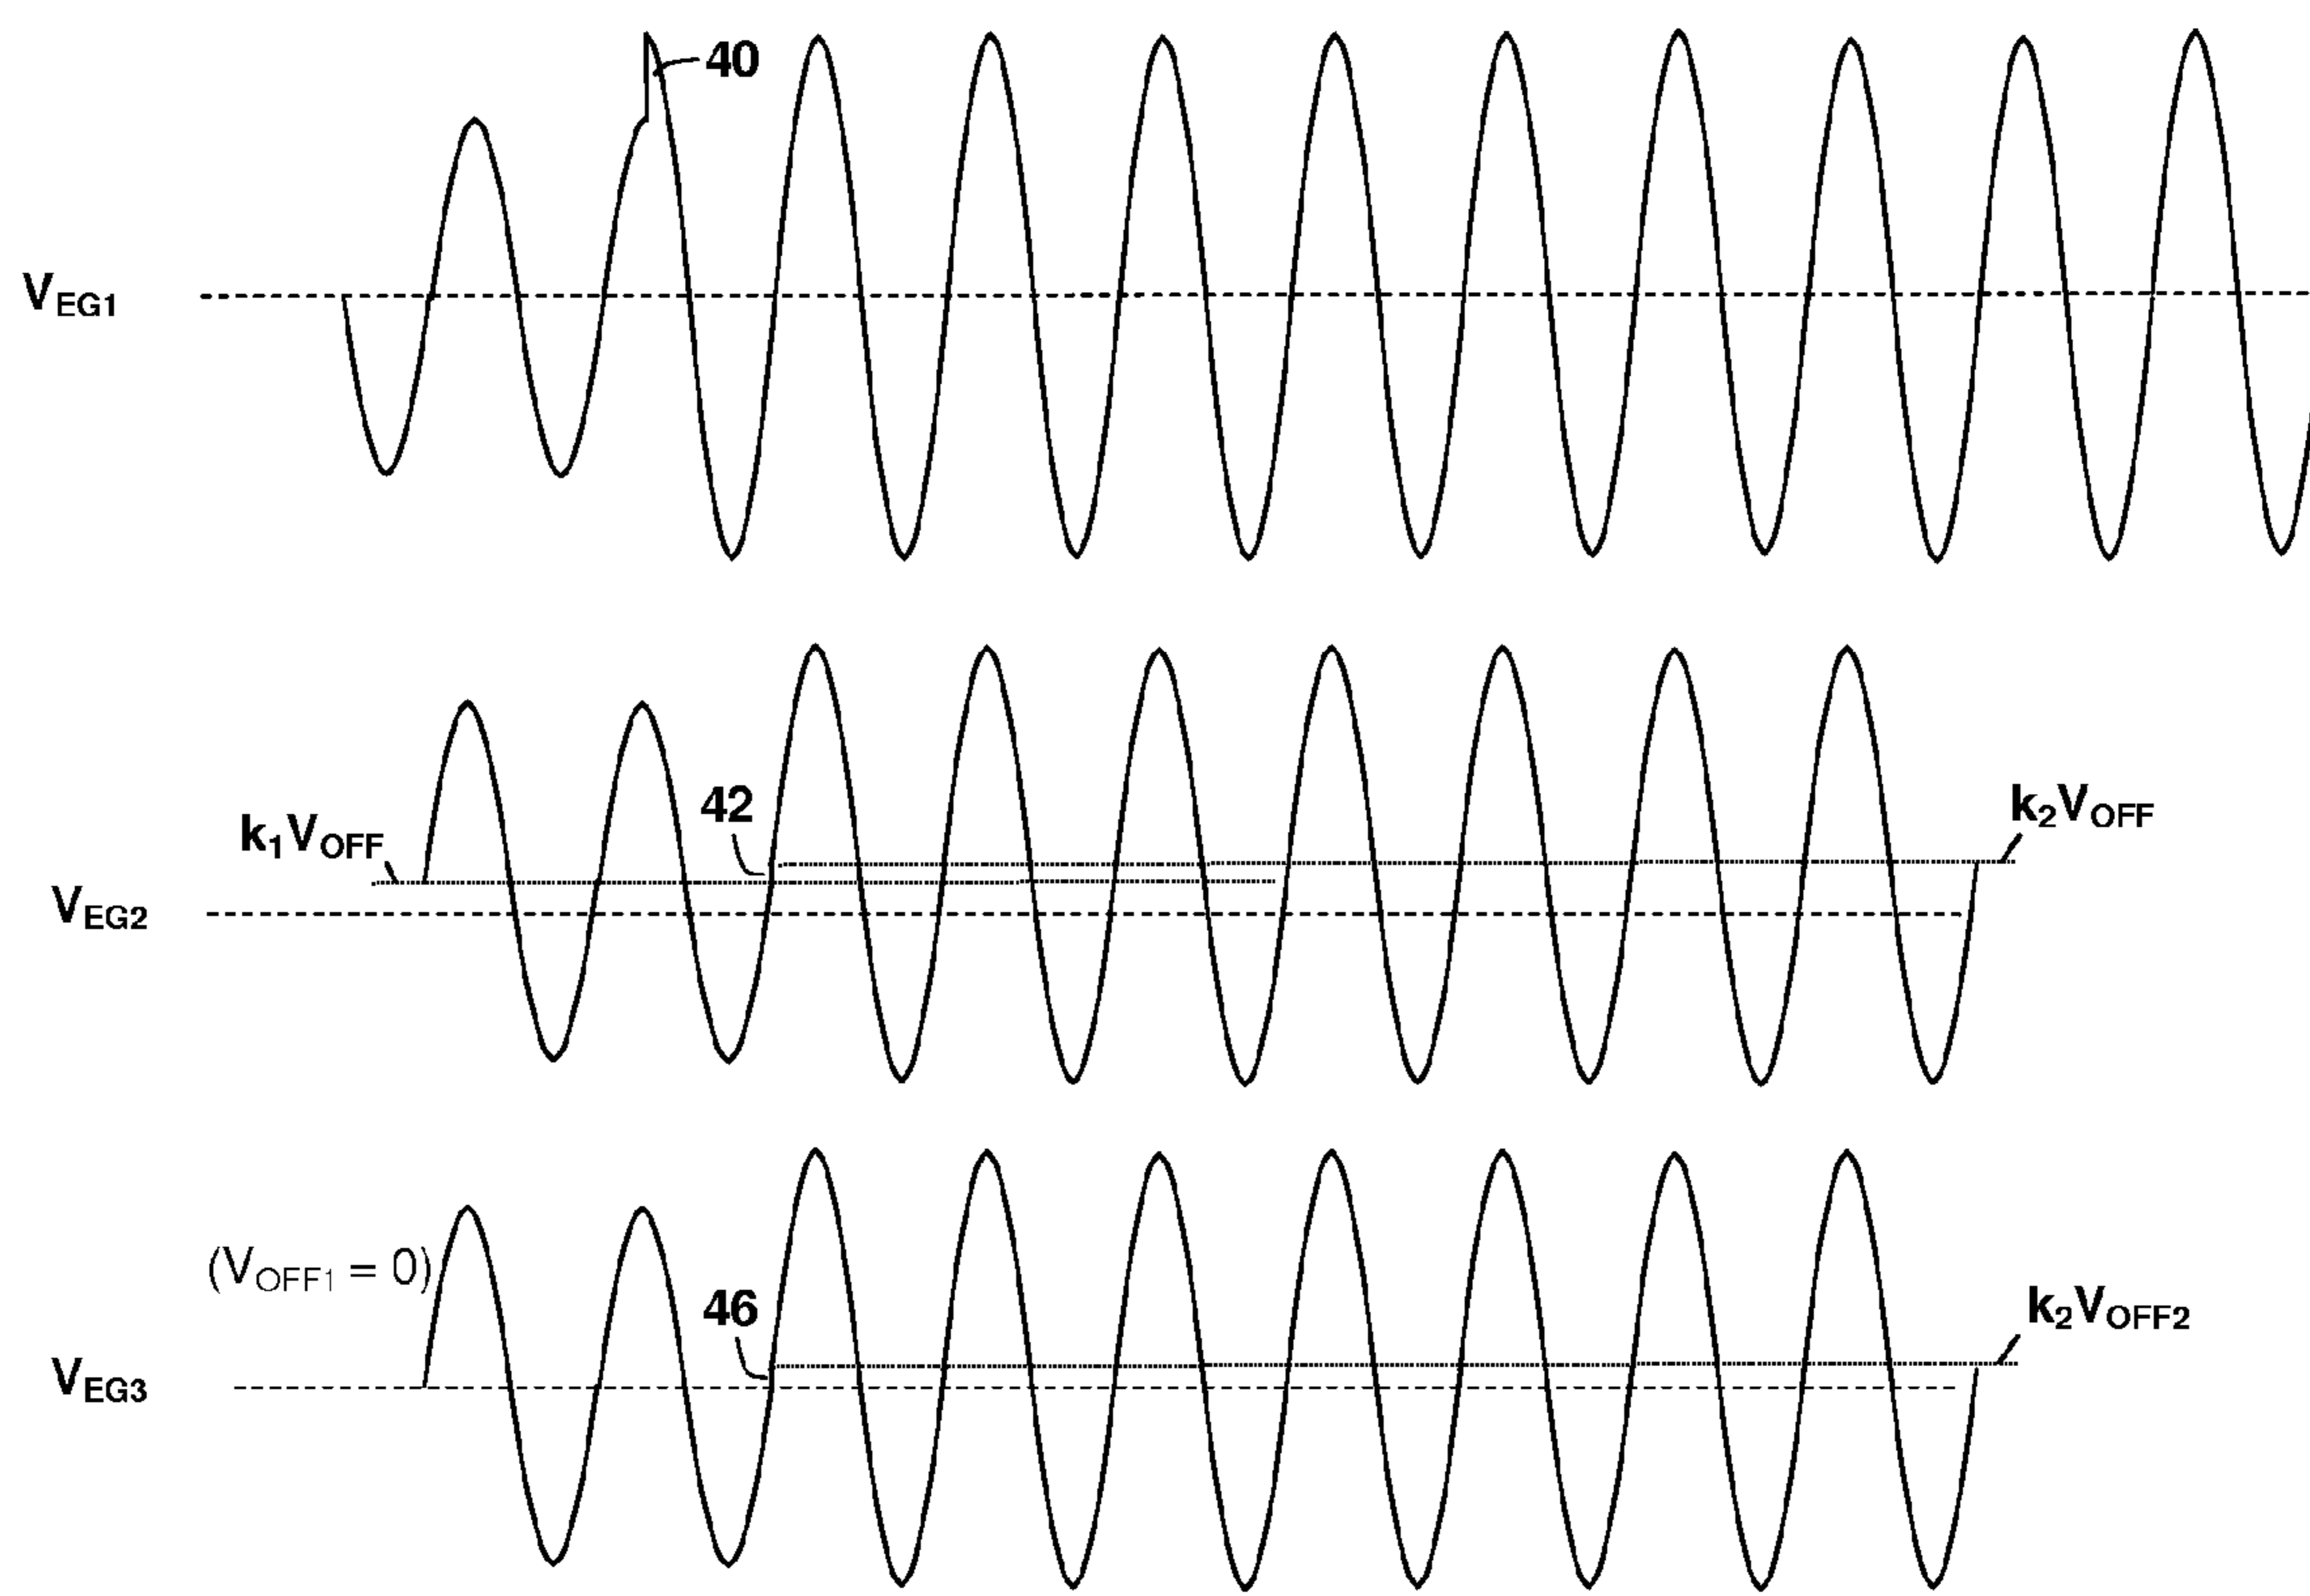 40
VEG1
42
k2VOFF
k1VOFF
VEG2
(VOFF1 = 0)
46
k2VOFF2
VEG3